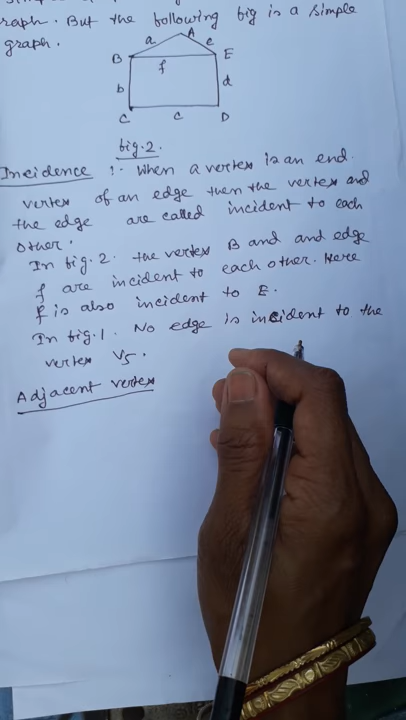 raph. But the following fig is a simple
graph.
a A e
B f E
b d
C c D
fig.2.
Incidence :- When a vertex is an end
vertex of an edge then the vertex and
the edge are called incident to each
other.
In fig. 2. the vertex B and and edge
f are incident to each other. Here
f is also incident to E.
In fig.1. No edge is incident to the
vertex V5.
Adjacent vertex